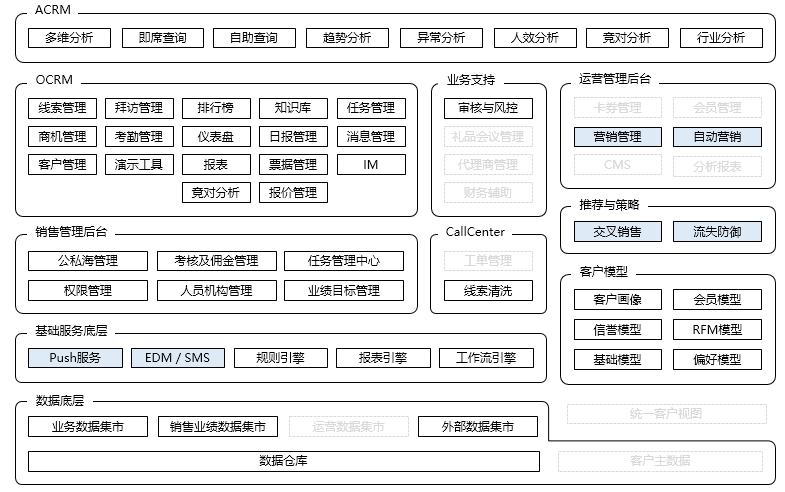 ACRM
多维分析 即席查询 自助查询 趋势分析 异常分析 人效分析 竞对分析 行业分析
OCRM
线索管理 拜访管理 排行榜 知识库 任务管理
商机管理 考勤管理 仪表盘 日报管理 消息管理
客户管理 演示工具 报表 票据管理 IM
竞对分析 报价管理
业务支持
审核与风控
礼品会议管理
代理商管理
财务辅助
运营管理后台
卡券管理 会员管理
营销管理 自动营销
CMS 分析报表
推荐与策略
交叉销售 流失防御
销售管理后台
公私海管理 考核及佣金管理 任务管理中心
权限管理 人员机构管理 业绩目标管理
CallCenter
工单管理
线索清洗
客户模型
客户画像 会员模型
信誉模型 RFM模型
基础模型 偏好模型
基础服务底层
Push服务 EDM / SMS 规则引擎 报表引擎 工作流引擎
数据底层
业务数据集市 销售业绩数据集市 运营数据集市 外部数据集市
数据仓库
统一客户视图
客户主数据